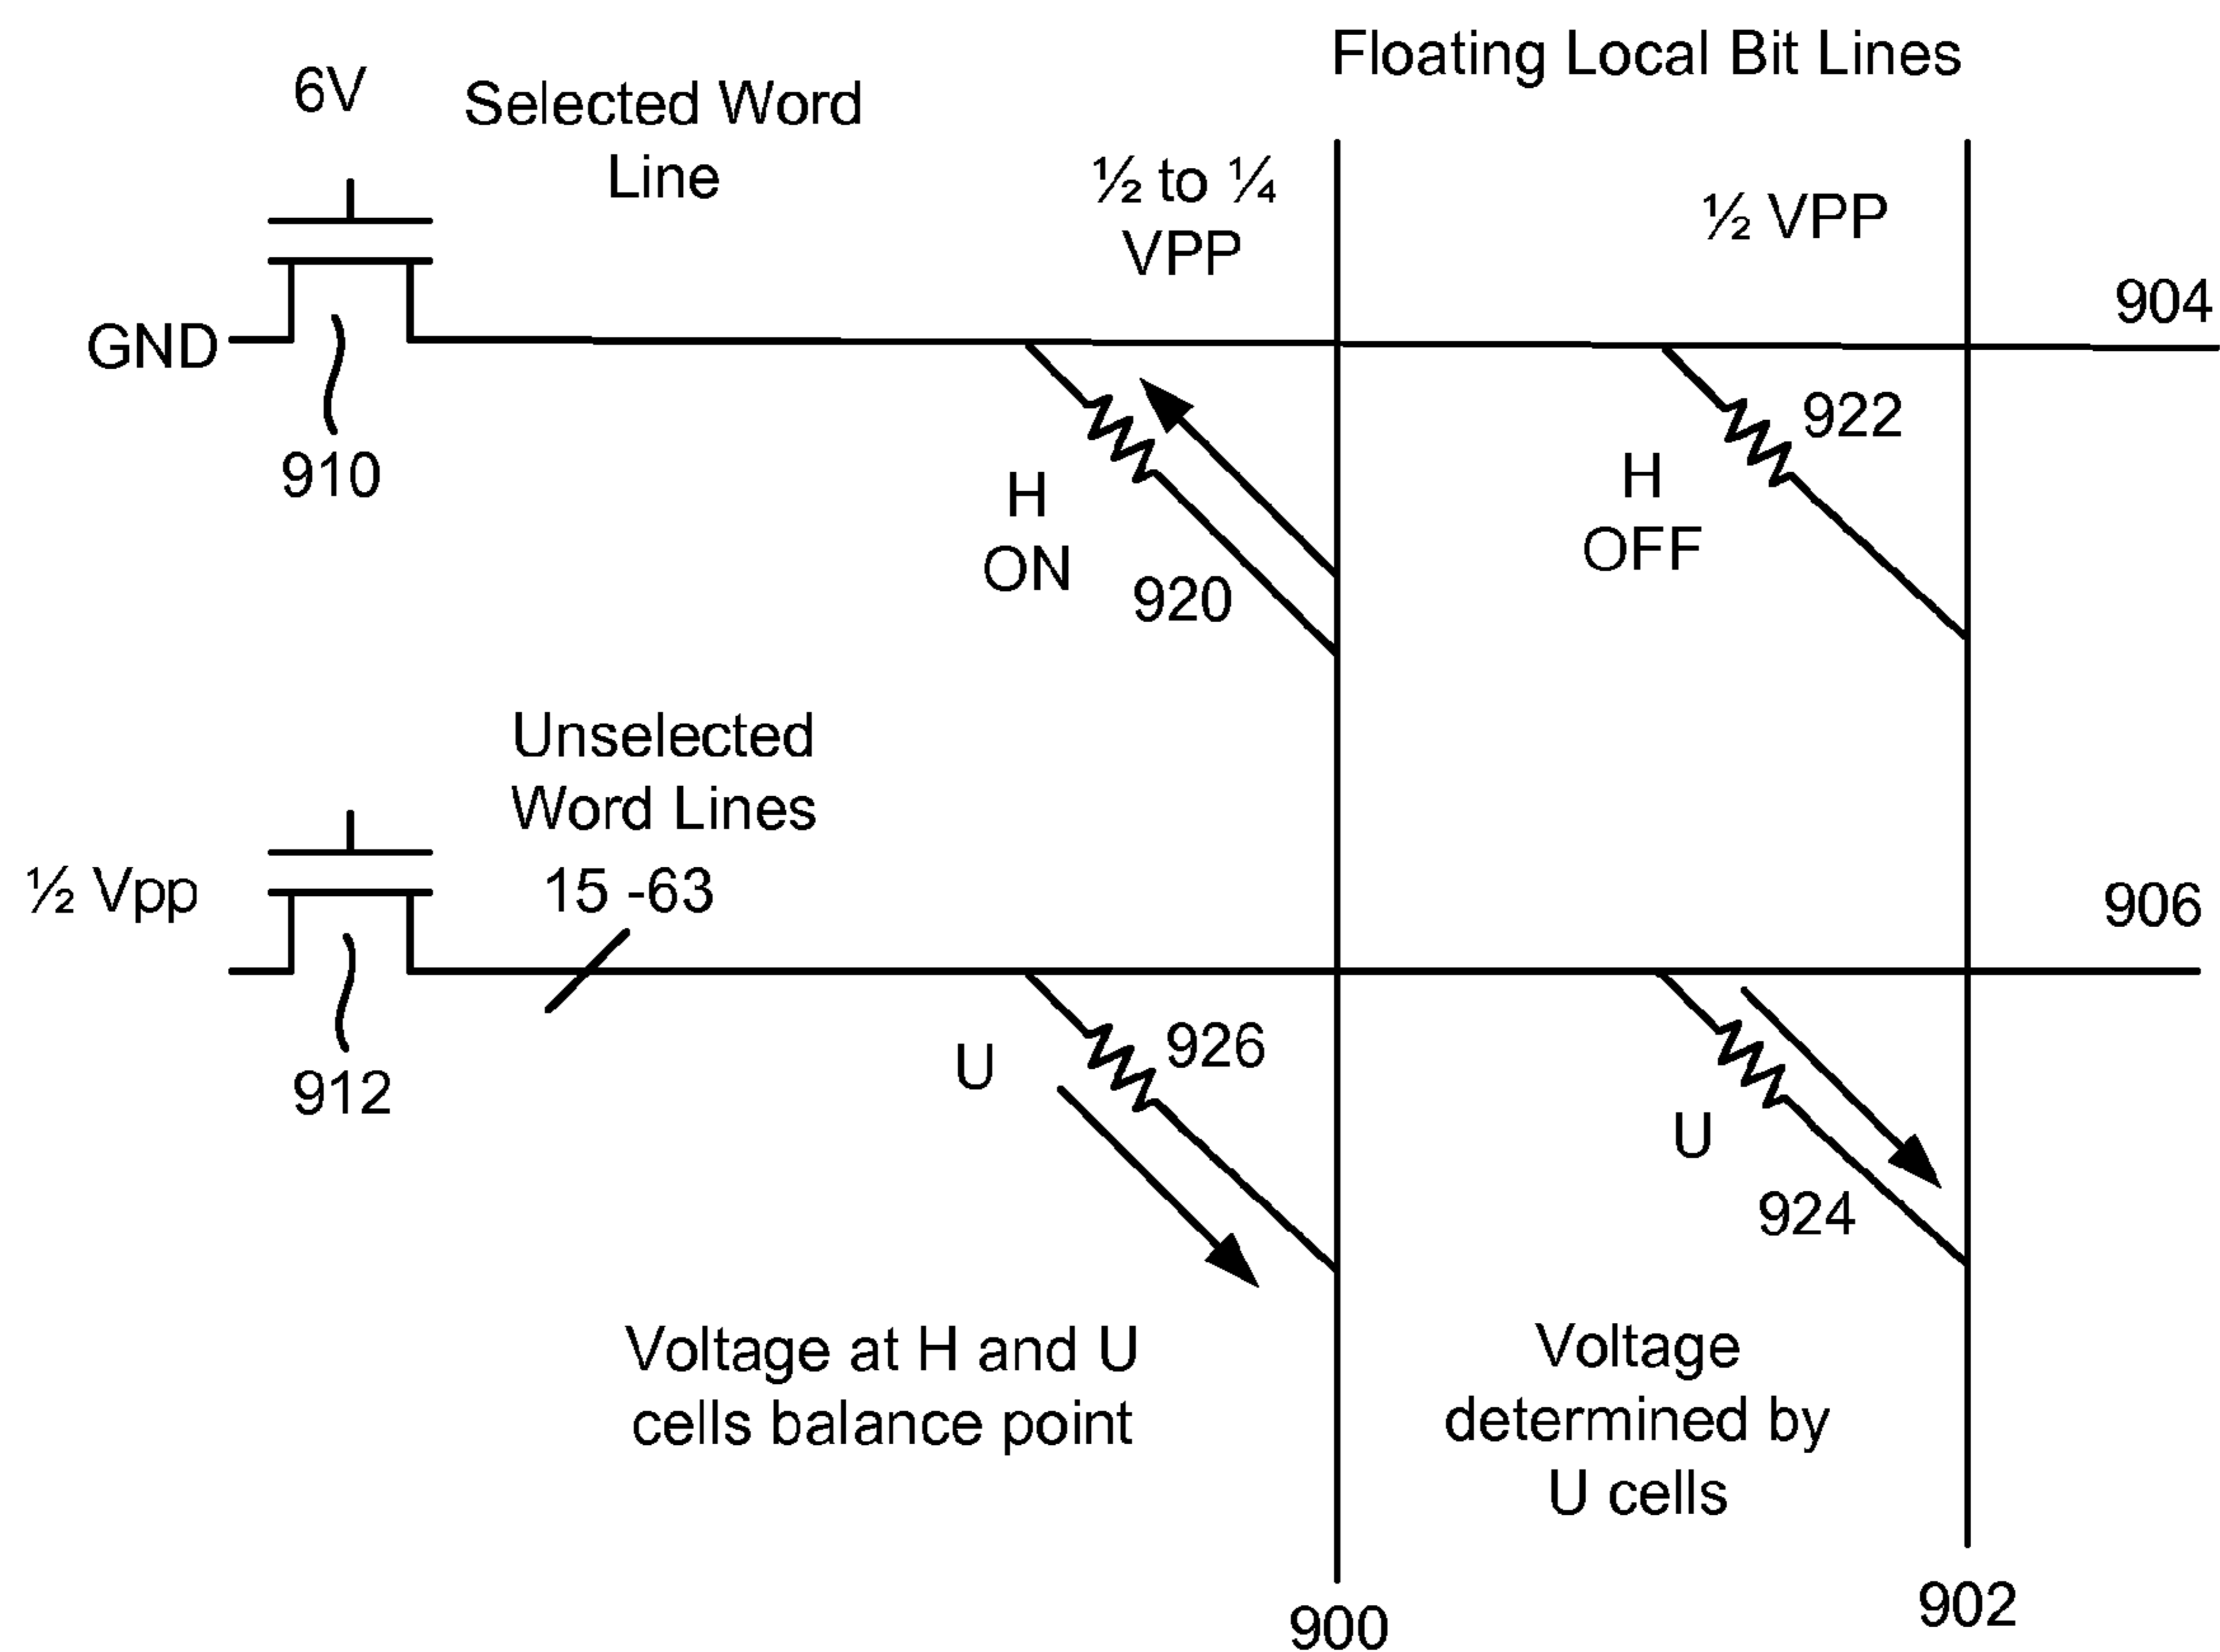 Floating Local Bit Lines
6V
Selected Word
Line
½ to ¼
VPP
½ VPP
904
GND
910
H
ON
920
922
H
OFF
Unselected
Word Lines
15 -63
½ Vpp
912
906
U
926
U
924
Voltage at H and U
cells balance point
Voltage
determined by
U cells
900
902